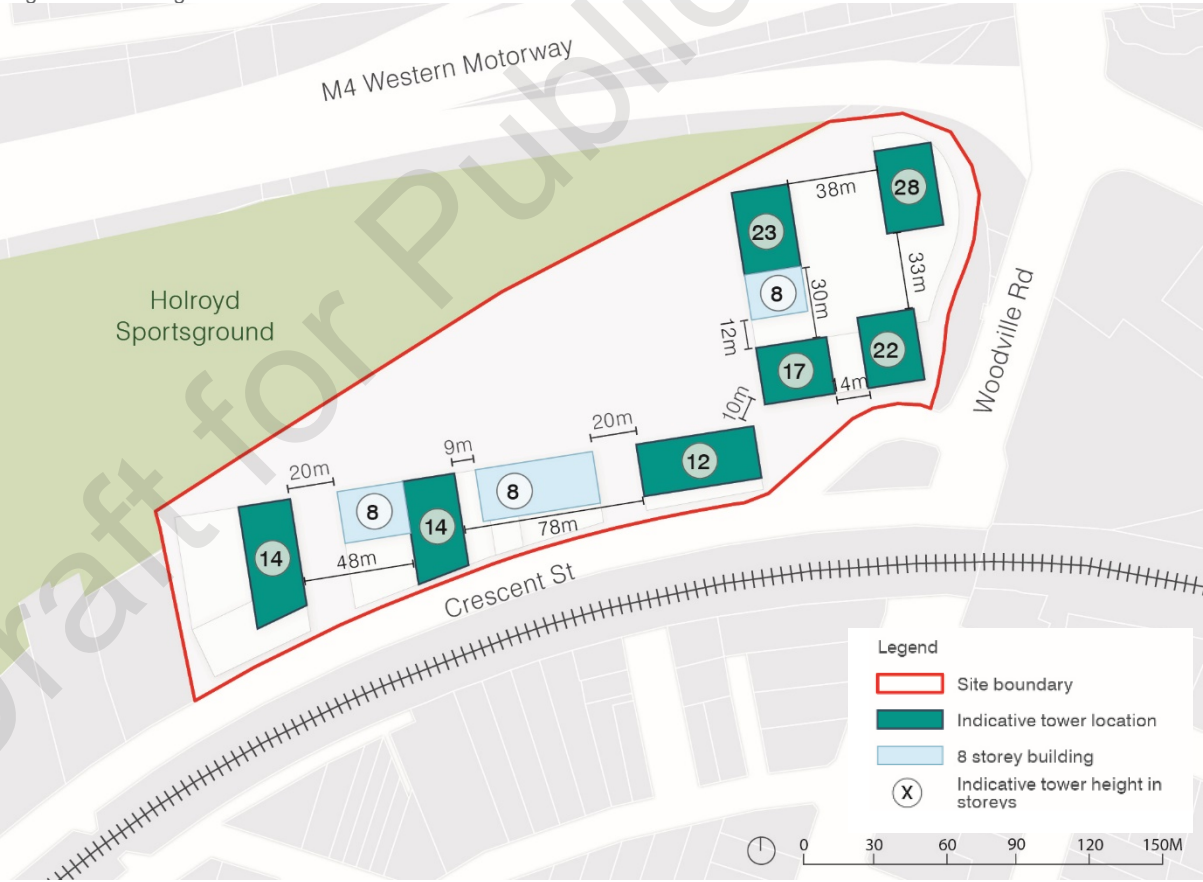 M4 Western Motorway
Draft for Public
Holroyd
Sportsground
28
38m
23
33m
8
30m
12m
22
17
14m
10m
Woodville Rd
20m
12
9m
20m
8
8
14
78m
14
48m
Crescent St
Legend
Site boundary
Indicative tower location
8 storey building
X
Indicative tower height in
storeys
0 30 60 90 120 150M